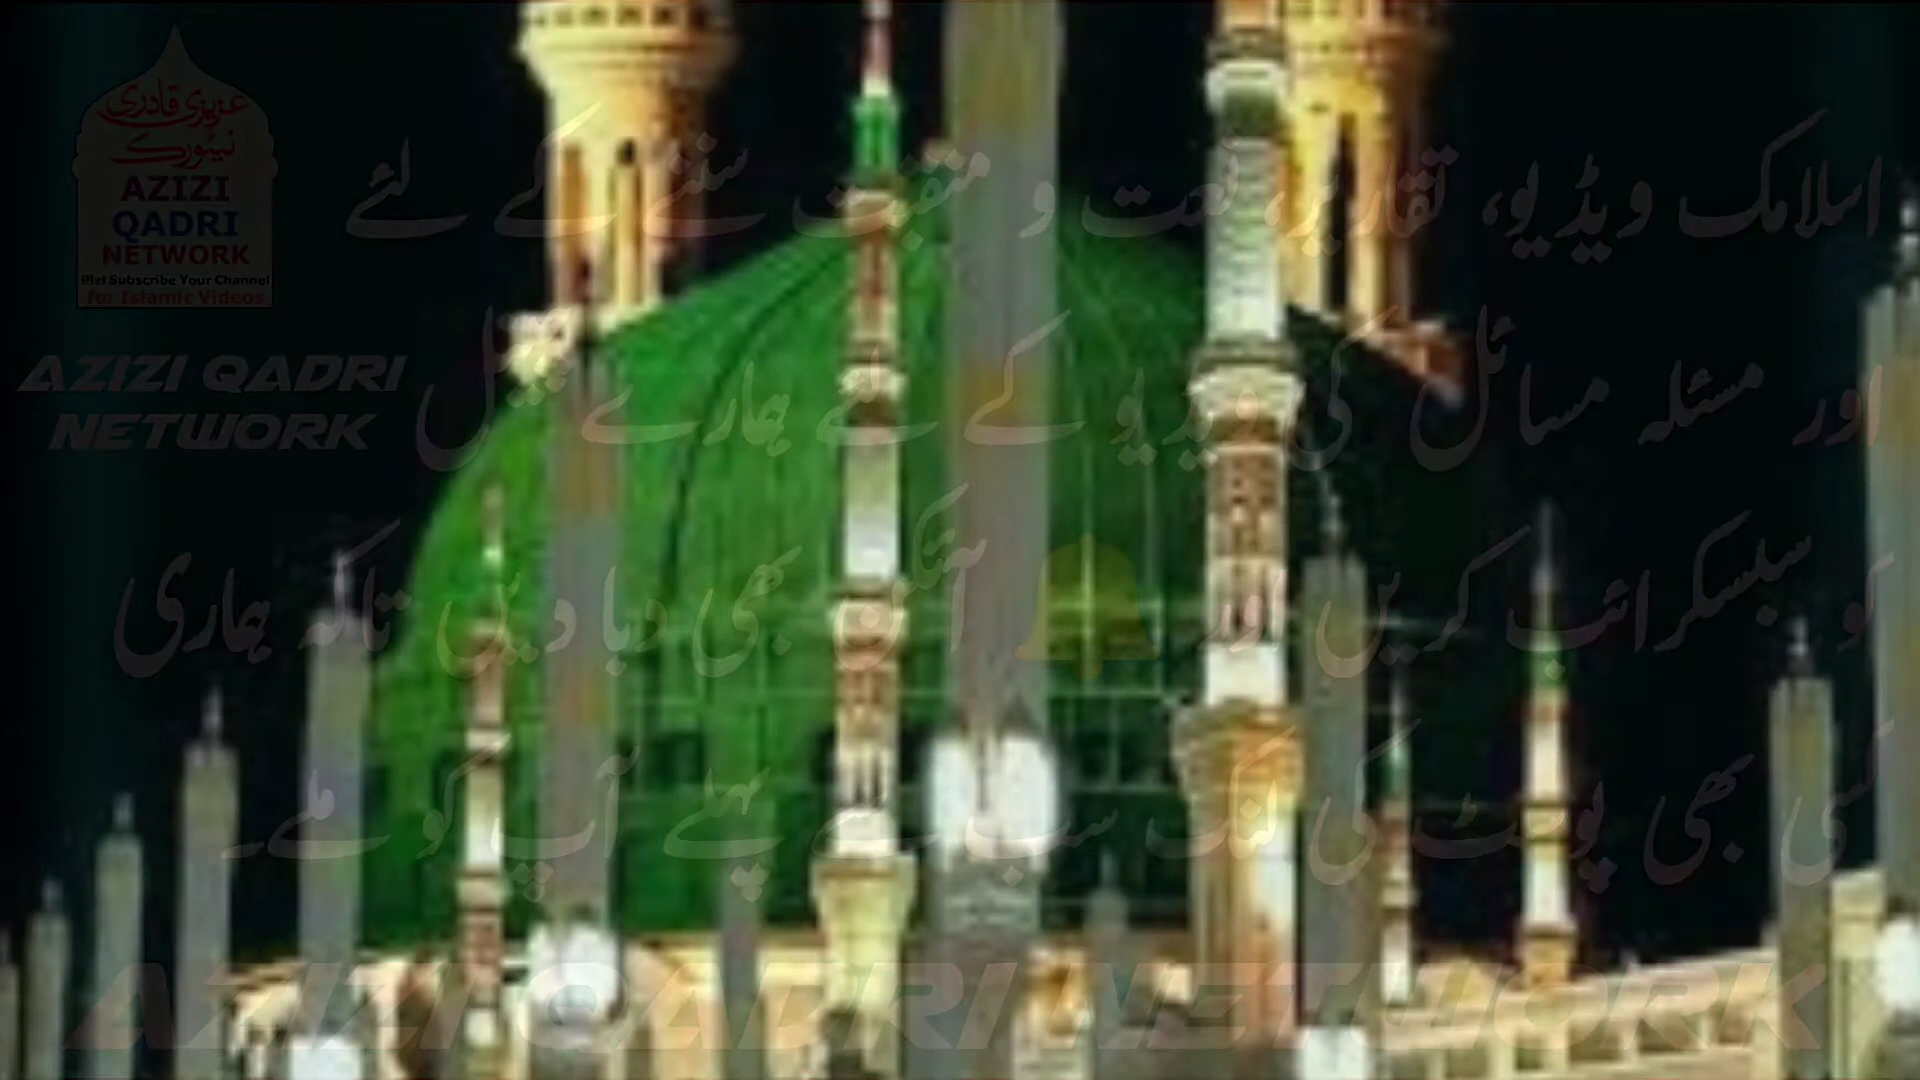 عزیزی قادری
نیٹورک
AZIZI
QADRI
NETWORK
Plz! Subscribe Your Channel
for Islamic Videos
AZIZI QADRI
NETWORK
اسلامک ویڈیو، تقاریر، نعت و منقبت سننے کے لئے
اور مسئلہ مسائل کی ویڈیو کے لئے ہمارے چینل
کو سبسکرائب کریں اور بھی دبا دیں تاکہ ہماری
کسی بھی پوسٹ کی لنک سب سے پہلے آپ کو ملے۔
AZIZI QADRI NETWORK